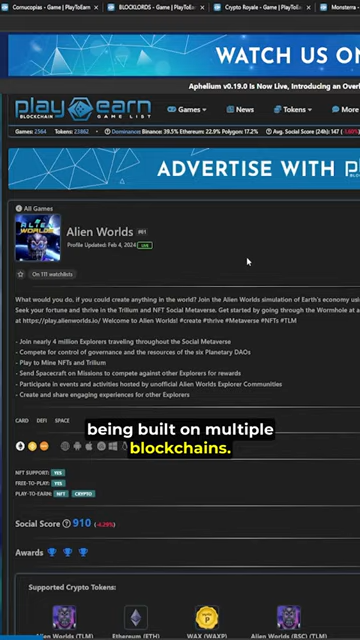 Cornucopias - Game | PlayToEarn
BLOCKLORDS - Game | PlayToEarn
Crypto Royale - Game | PlayToEarn
Monsterra -
WATCH US ON
Aphelium v0.19.0 Is Now Live, Introducing an Over
play earn
BLOCKCHAIN GAME LIST
Games
News
Tokens
More
Games: 2564 Tokens: 23862 Dominance: Binance: 39.5% Ethereum 22.9% Polygon: 17.2% Avg. Social Score (24h): 147
ADVERTISE WITH
All Games
Alien Worlds #61
Profile Updated: Feb 4, 2024 LIVE
On 111 watchlists
What would you do, if you could create anything in the world? Join the Alien Worlds simulation of Earth's economy
Seek your fortune and thrive in the Trilium and NFT Social Metaverse. Get started by going through the Wormhole at
at https://play.alienworlds.io/ Welcome to Alien Worlds! #create #thrive #Metaverse #NFTs #TLM
- Join nearly 4 million Explorers traveling throughout the Social Metaverse
- Compete for control of governance and the resources of the six Planetary DAOs
- Play to Mine NFTs and Trilium
- Send Spacecraft on Missions to compete against other Explorers for rewards
- Participate in events and activities hosted by unofficial Alien Worlds Explorer Communities
- Create and share engaging experiences for other Explorers
CARD DEFI SPACE
being built on multiple
blockchains.
NFT SUPPORT: YES
FREE-TO-PLAY: YES
PLAY-TO-EARN: NFT CRYPTO
Social Score 910 (-4.29%)
Awards
Supported Crypto Tokens:
Alien Worlds (TLM)
Ethereum (ETH)
WAX (WAXP)
Alien Worlds (BSC) (TLM)